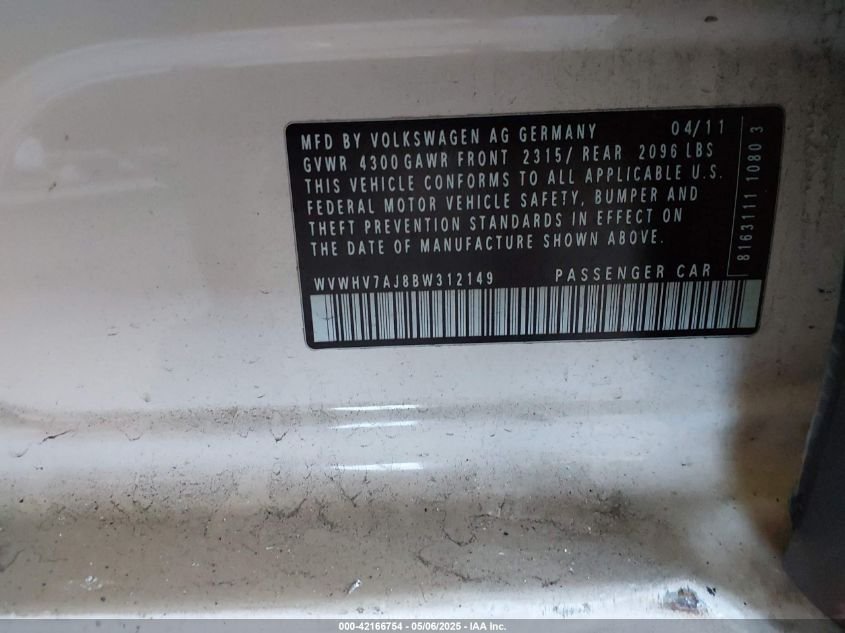 MFD BY VOLKSWAGEN AG GERMANY 04/11
GVWR 4300 GAWR FRONT 2315/ REAR 2096 LBS
THIS VEHICLE CONFORMS TO ALL APPLICABLE U.S.
FEDERAL MOTOR VEHICLE SAFETY, BUMPER AND
THEFT PREVENTION STANDARDS IN EFFECT ON
THE DATE OF MANUFACTURE SHOWN ABOVE.
WVWHV7AJ8BW312149 PASSENGER CAR
8163111 1080 3
000-42166754 - 05/06/2025 - IAA Inc.